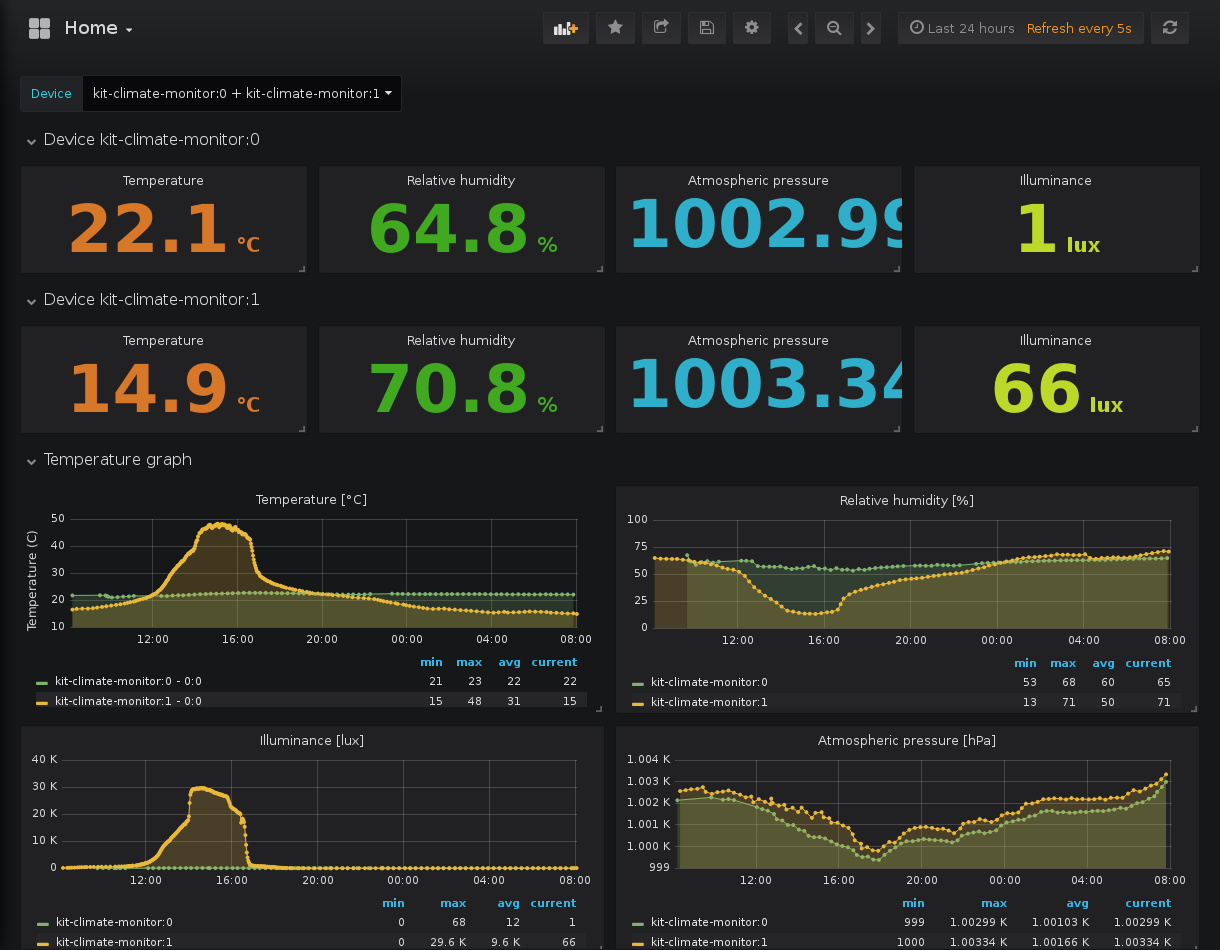 Home
Last 24 hours Refresh every 5s
Device kit-climate-monitor:0 + kit-climate-monitor:1
Device kit-climate-monitor:0
Temperature Relative humidity Atmospheric pressure Illuminance
22.1 °C 64.8 % 1002.99 1 lux
Device kit-climate-monitor:1
Temperature Relative humidity Atmospheric pressure Illuminance
14.9 °C 70.8 % 1003.34 66 lux
Temperature graph
Temperature [°C]
Temperature (C)
50
40
30
20
10
12:00 16:00 20:00 00:00 04:00 08:00
min max avg current
kit-climate-monitor:0 - 0:0 21 23 22 22
kit-climate-monitor:1 - 0:0 15 48 31 15
Relative humidity [%]
100
75
50
25
0
12:00 16:00 20:00 00:00 04:00 08:00
min max avg current
kit-climate-monitor:0 53 68 60 65
kit-climate-monitor:1 13 71 50 71
Illuminance [lux]
40 K
30 K
20 K
10 K
0
12:00 16:00 20:00 00:00 04:00 08:00
min max avg current
kit-climate-monitor:0 0 68 12 1
kit-climate-monitor:1 0 29.6 K 9.6 K 66
Atmospheric pressure [hPa]
1.004 K
1.003 K
1.002 K
1.001 K
1.000 K
999
12:00 16:00 20:00 00:00 04:00 08:00
min max avg current
kit-climate-monitor:0 999 1.00299 K 1.00103 K 1.00299 K
kit-climate-monitor:1 1000 1.00334 K 1.00166 K 1.00334 K